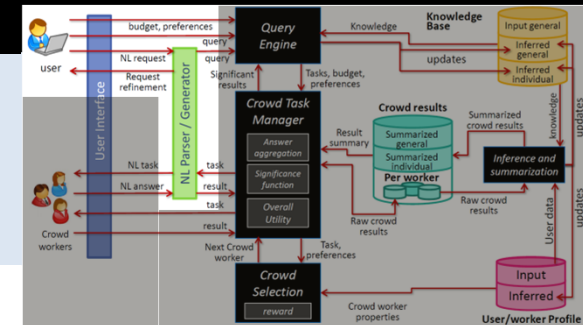 budget, preferences
query
NL request
query
Request
refinement
user
User Interface
NL Parser / Generator
Query
Engine
Knowledge
updates
Knowledge
Base
Input general
Inferred
general
Inferred
individual
Significant
results
Tasks, budget,
preferences
knowledge
updates
Crowd Task
Manager
Answer
aggregation
Significance
function
Overall
Utility
Result
summary
Crowd results
Summarized
general
Summarized
individual
Per worker
Summarized
crowd results
Inference and
summarization
Raw crowd
results
Raw crowd
results
NL task
task
NL answer
result
task
result
Crowd
workers
Next Crowd
worker
Task,
preferences
User data
updates
Crowd
Selection
reward
Crowd worker
properties
Input
Inferred
User/worker Profile